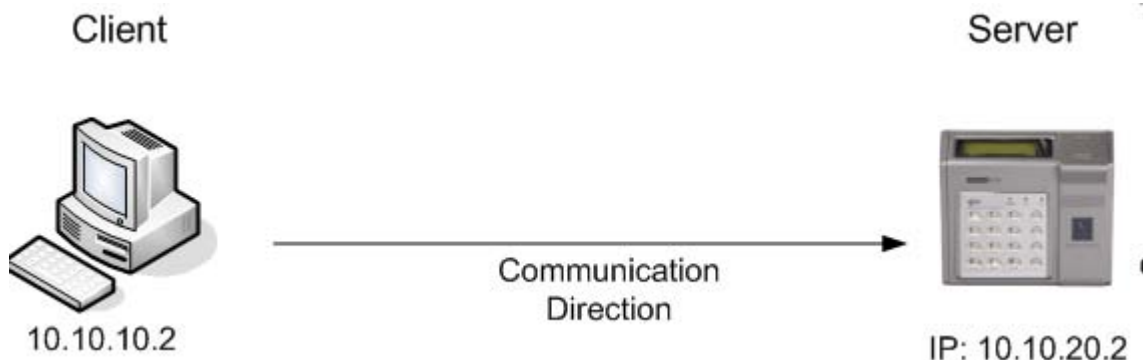 Client
Server
Communication
Direction
10.10.10.2
IP: 10.10.20.2